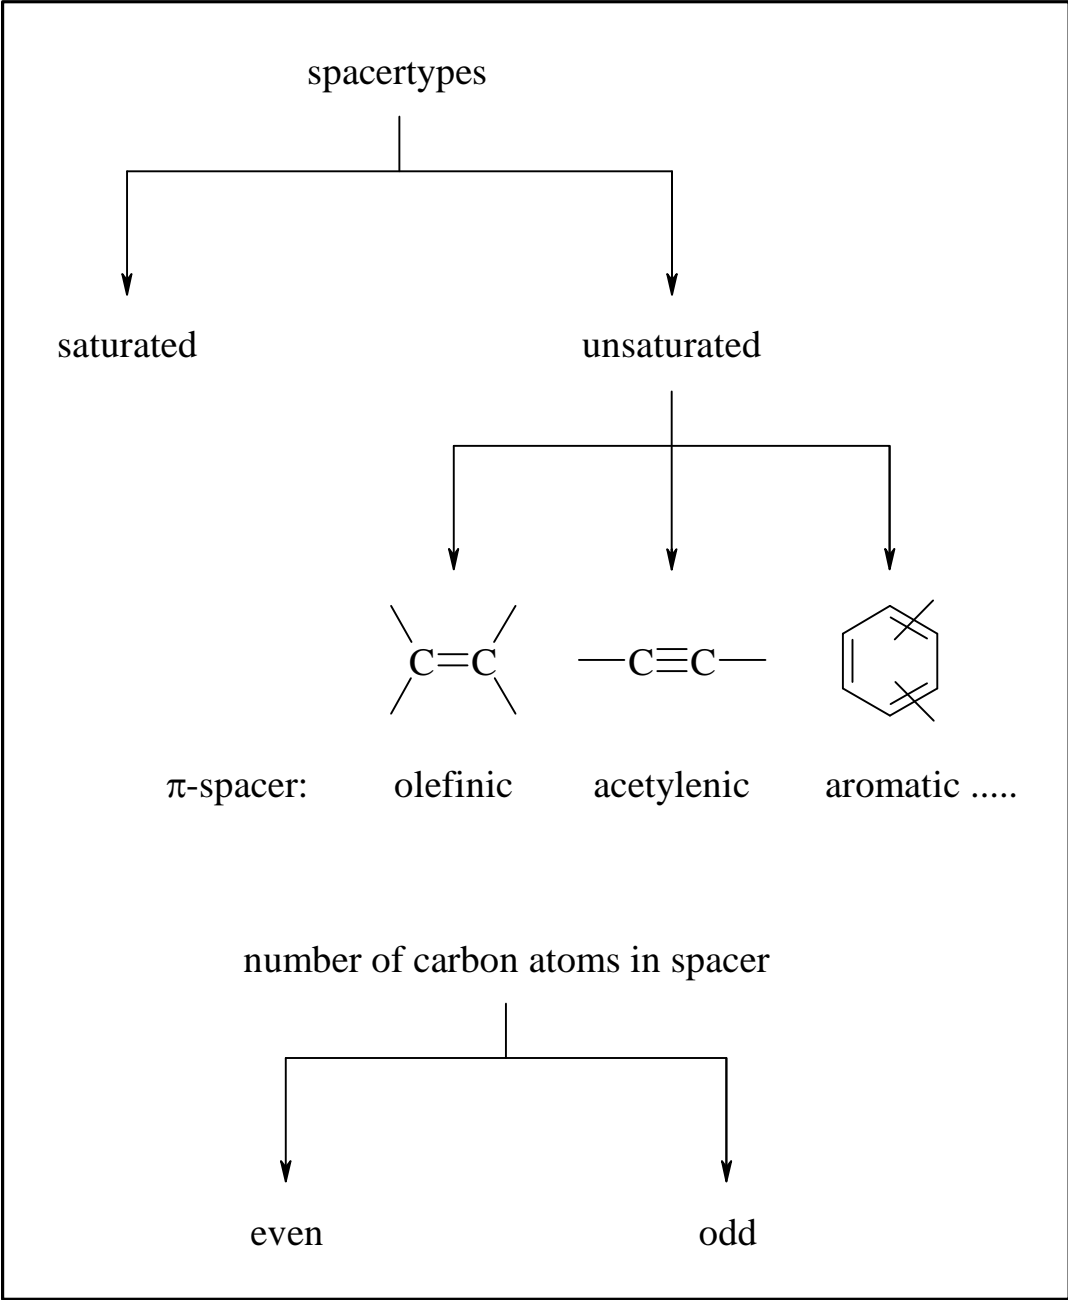 spacertypes
saturated unsaturated
C=C C≡C
π-spacer: olefinic acetylenic aromatic .....
number of carbon atoms in spacer
even odd